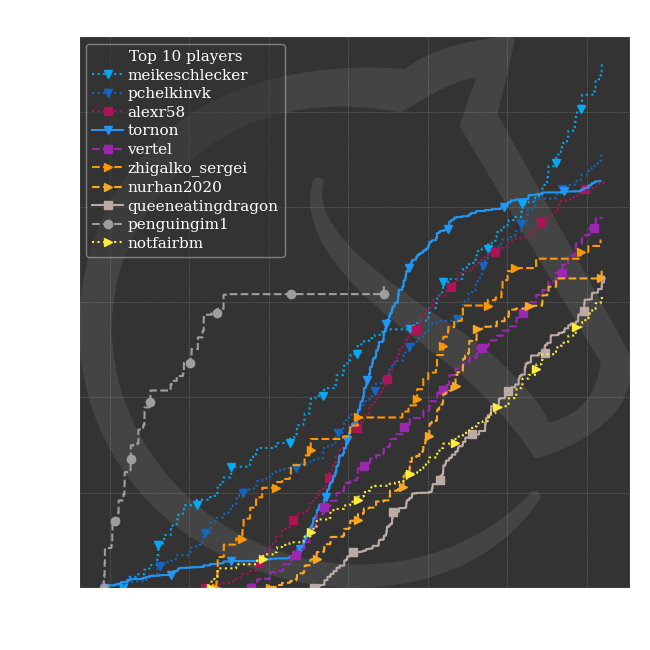 Top 10 players
meikeschlecker
pchelkinvk
alexr58
tornon
vertel
zhigalko_sergei
nurhan2020
queeneatingdragon
penguingim1
notfairbm